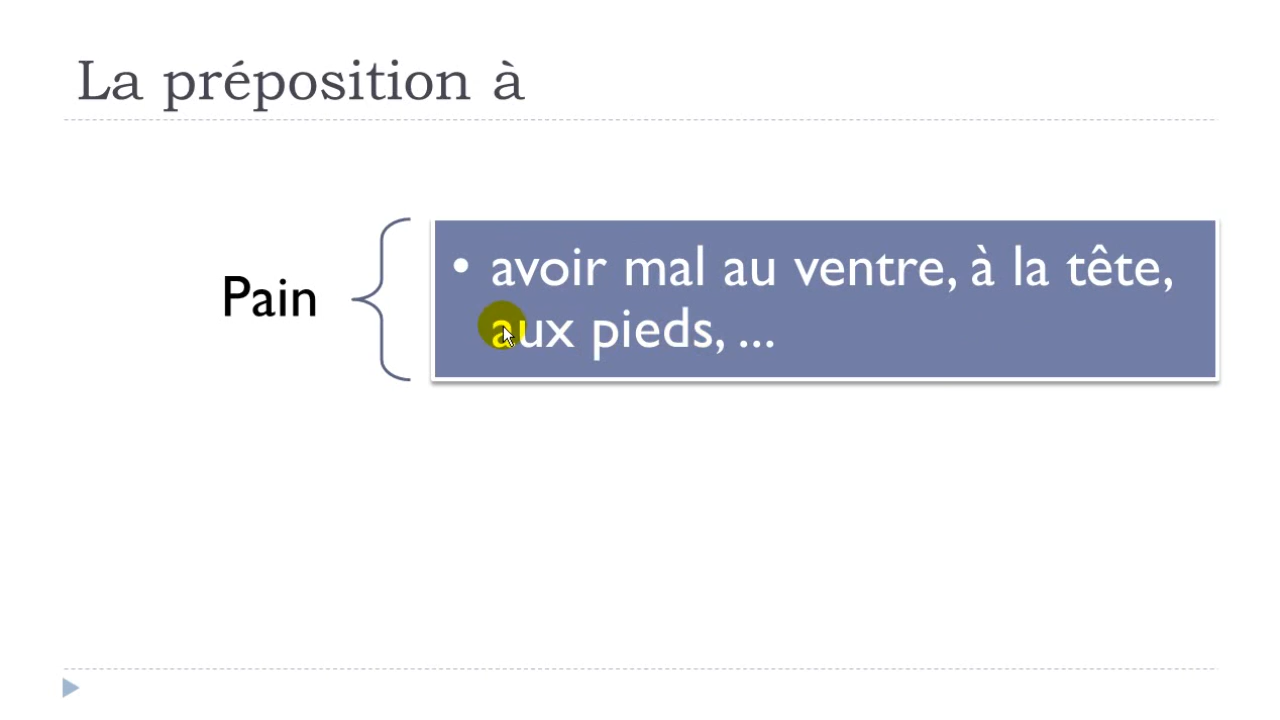 La préposition à
Pain
• avoir mal au ventre, à la tête,
aux pieds, ...